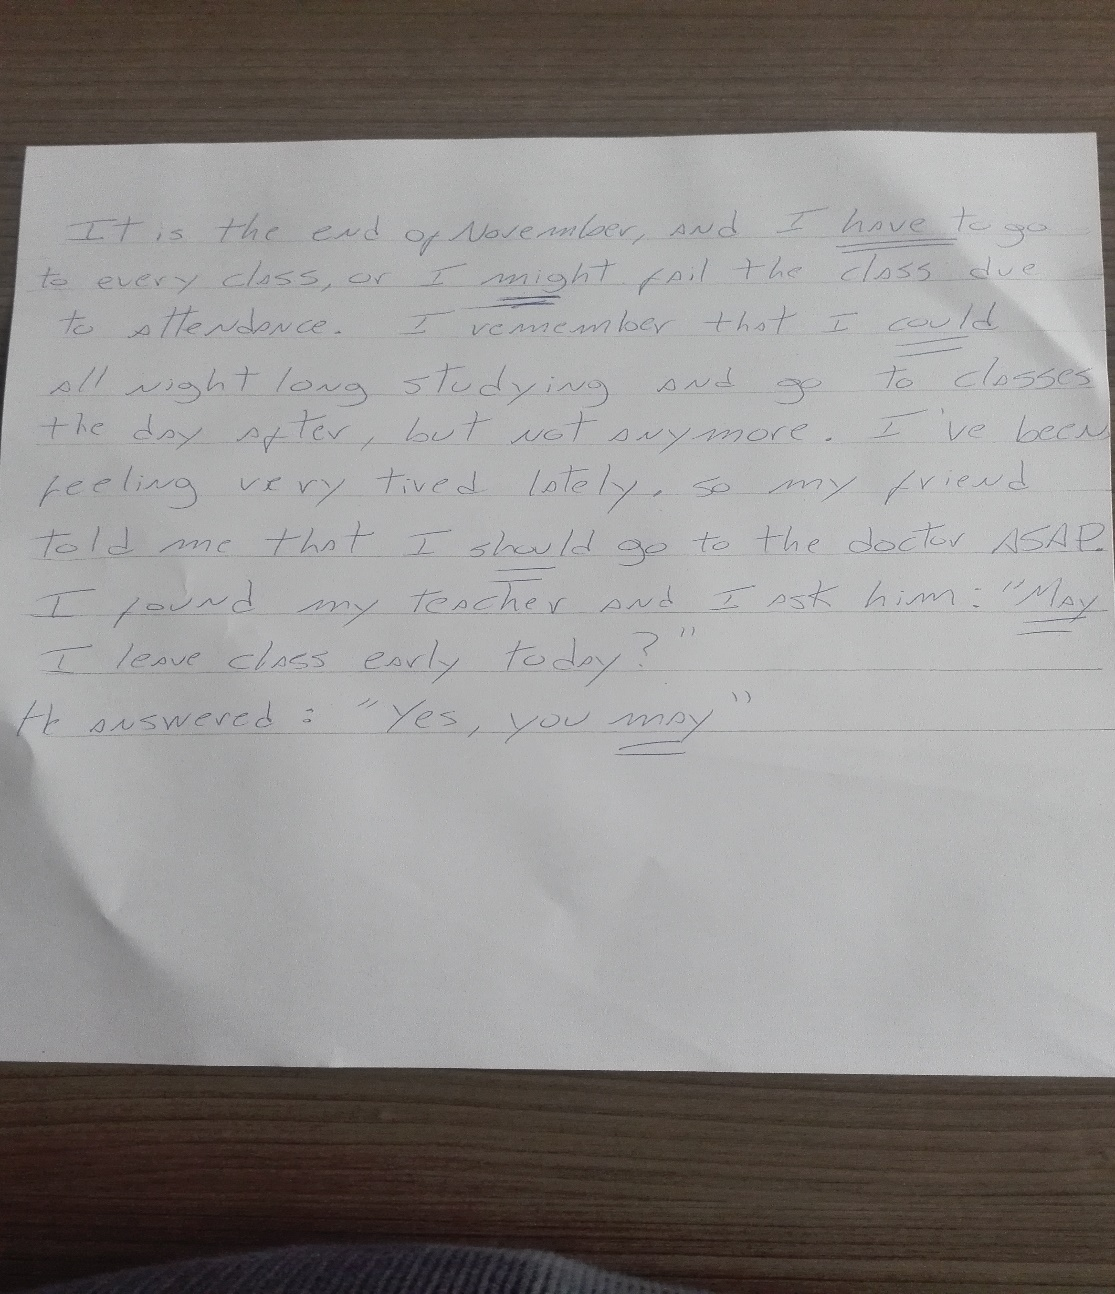 It is the end of November, and I have to go
to every class, or I might fail the class due
to attendance. I remember that I could
all night long studying and go to classes
the day after, but not anymore. I've been
feeling very tired lately, so my friend
told me that I should go to the doctor ASAP.
I found my teacher and I ask him: "May
I leave class early today?"
He answered: "Yes, you may"